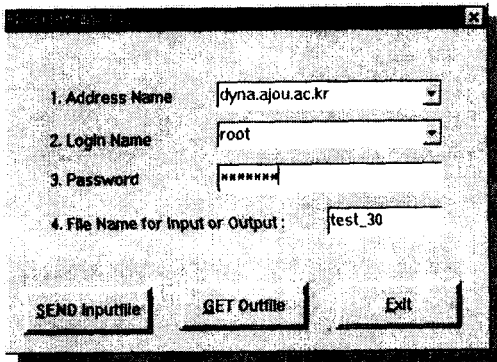 1. Address Name dyna.ajou.ac.kr
2. Login Name root
3. Password *******
4. File Name for Input or Output : test_30
SEND Inputfile GET Outfile Exit